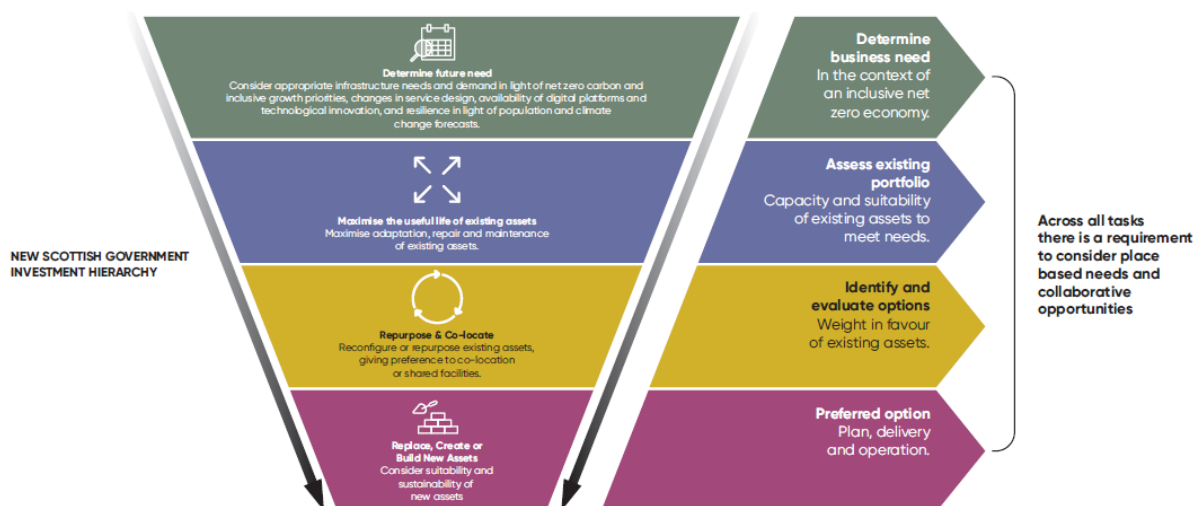 NEW SCOTTISH GOVERNMENT
INVESTMENT HIERARCHY
Determine future need
Consider appropriate infrastructure needs and demand in light of net zero carbon and
inclusive growth priorities, changes in service design, availability of digital platforms and
technological innovation, and resilience in light of population and climate
change forecasts.
Maximise the useful life of existing assets
Maximise adaptation, repair and maintenance
of existing assets.
Repurpose & Co-locate
Reconfigure or repurpose existing assets,
giving preference to co-location
or shared facilities.
Replace, Create or
Build New Assets
Consider suitability and
sustainability of
new assets
Determine
business need
In the context of
an inclusive net
zero economy.
Assess existing
portfolio
Capacity and suitability
of existing assets to
meet needs.
Identify and
evaluate options
Weight in favour
of existing assets.
Preferred option
Plan, delivery
and operation.
Across all tasks
there is a requirement
to consider place
based needs and
collaborative
opportunities